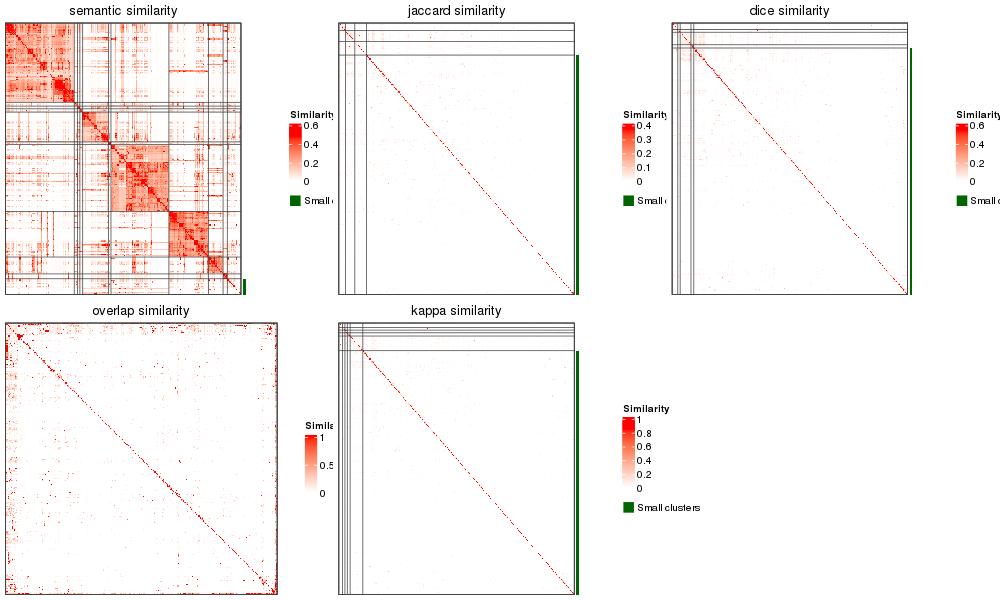 semantic similarity
Similarity
0.6
0.4
0.2
0
Small
jaccard similarity
Similarity
0.4
0.3
0.2
0.1
0
Small
dice similarity
Similarity
0.6
0.4
0.2
0
Small c
overlap similarity
Simila
1
0.5
0
kappa similarity
Similarity
1
0.8
0.6
0.4
0.2
0
Small clusters